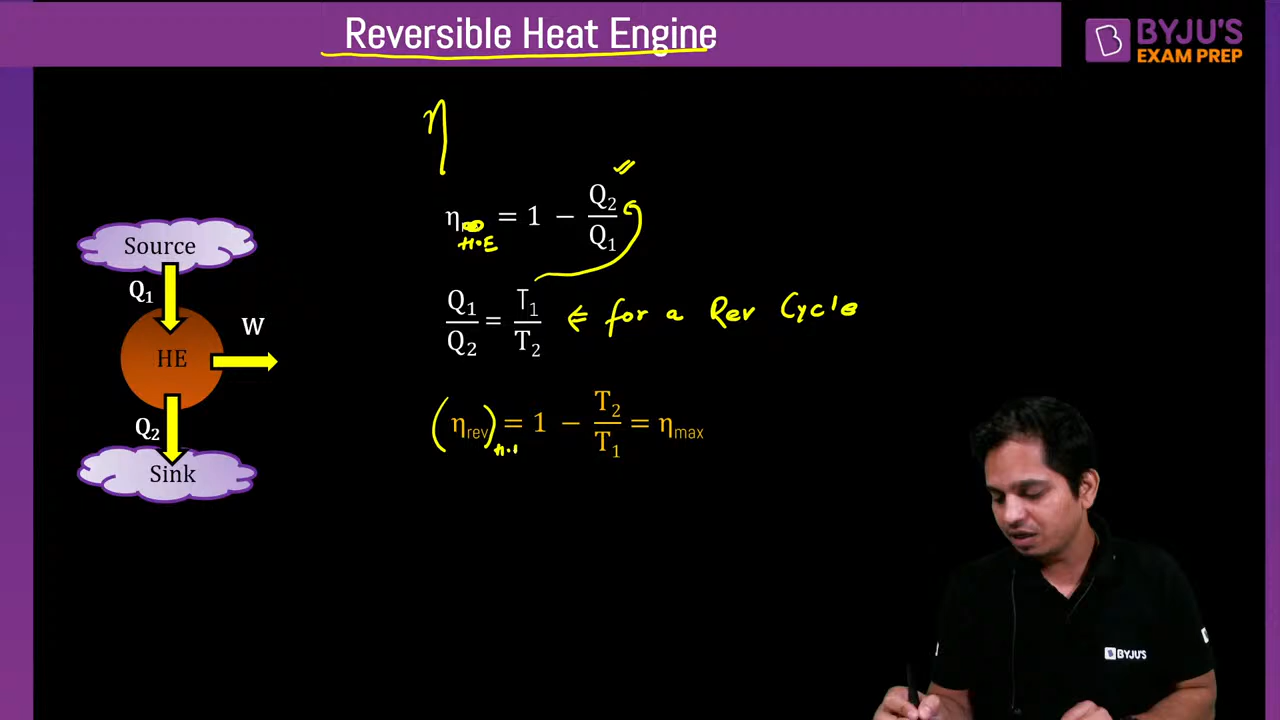 Reversible Heat Engine
BYJU'S
EXAM PREP
η
η = 1 − Q₂/Q₁
H·E
Source
Q₁
HE
W
Q₂
Sink
Q₁/Q₂ = T₁/T₂ ⇐ for a Rev Cycle
(ηrev) = 1 − T₂/T₁ = ηmax
BYJU'S